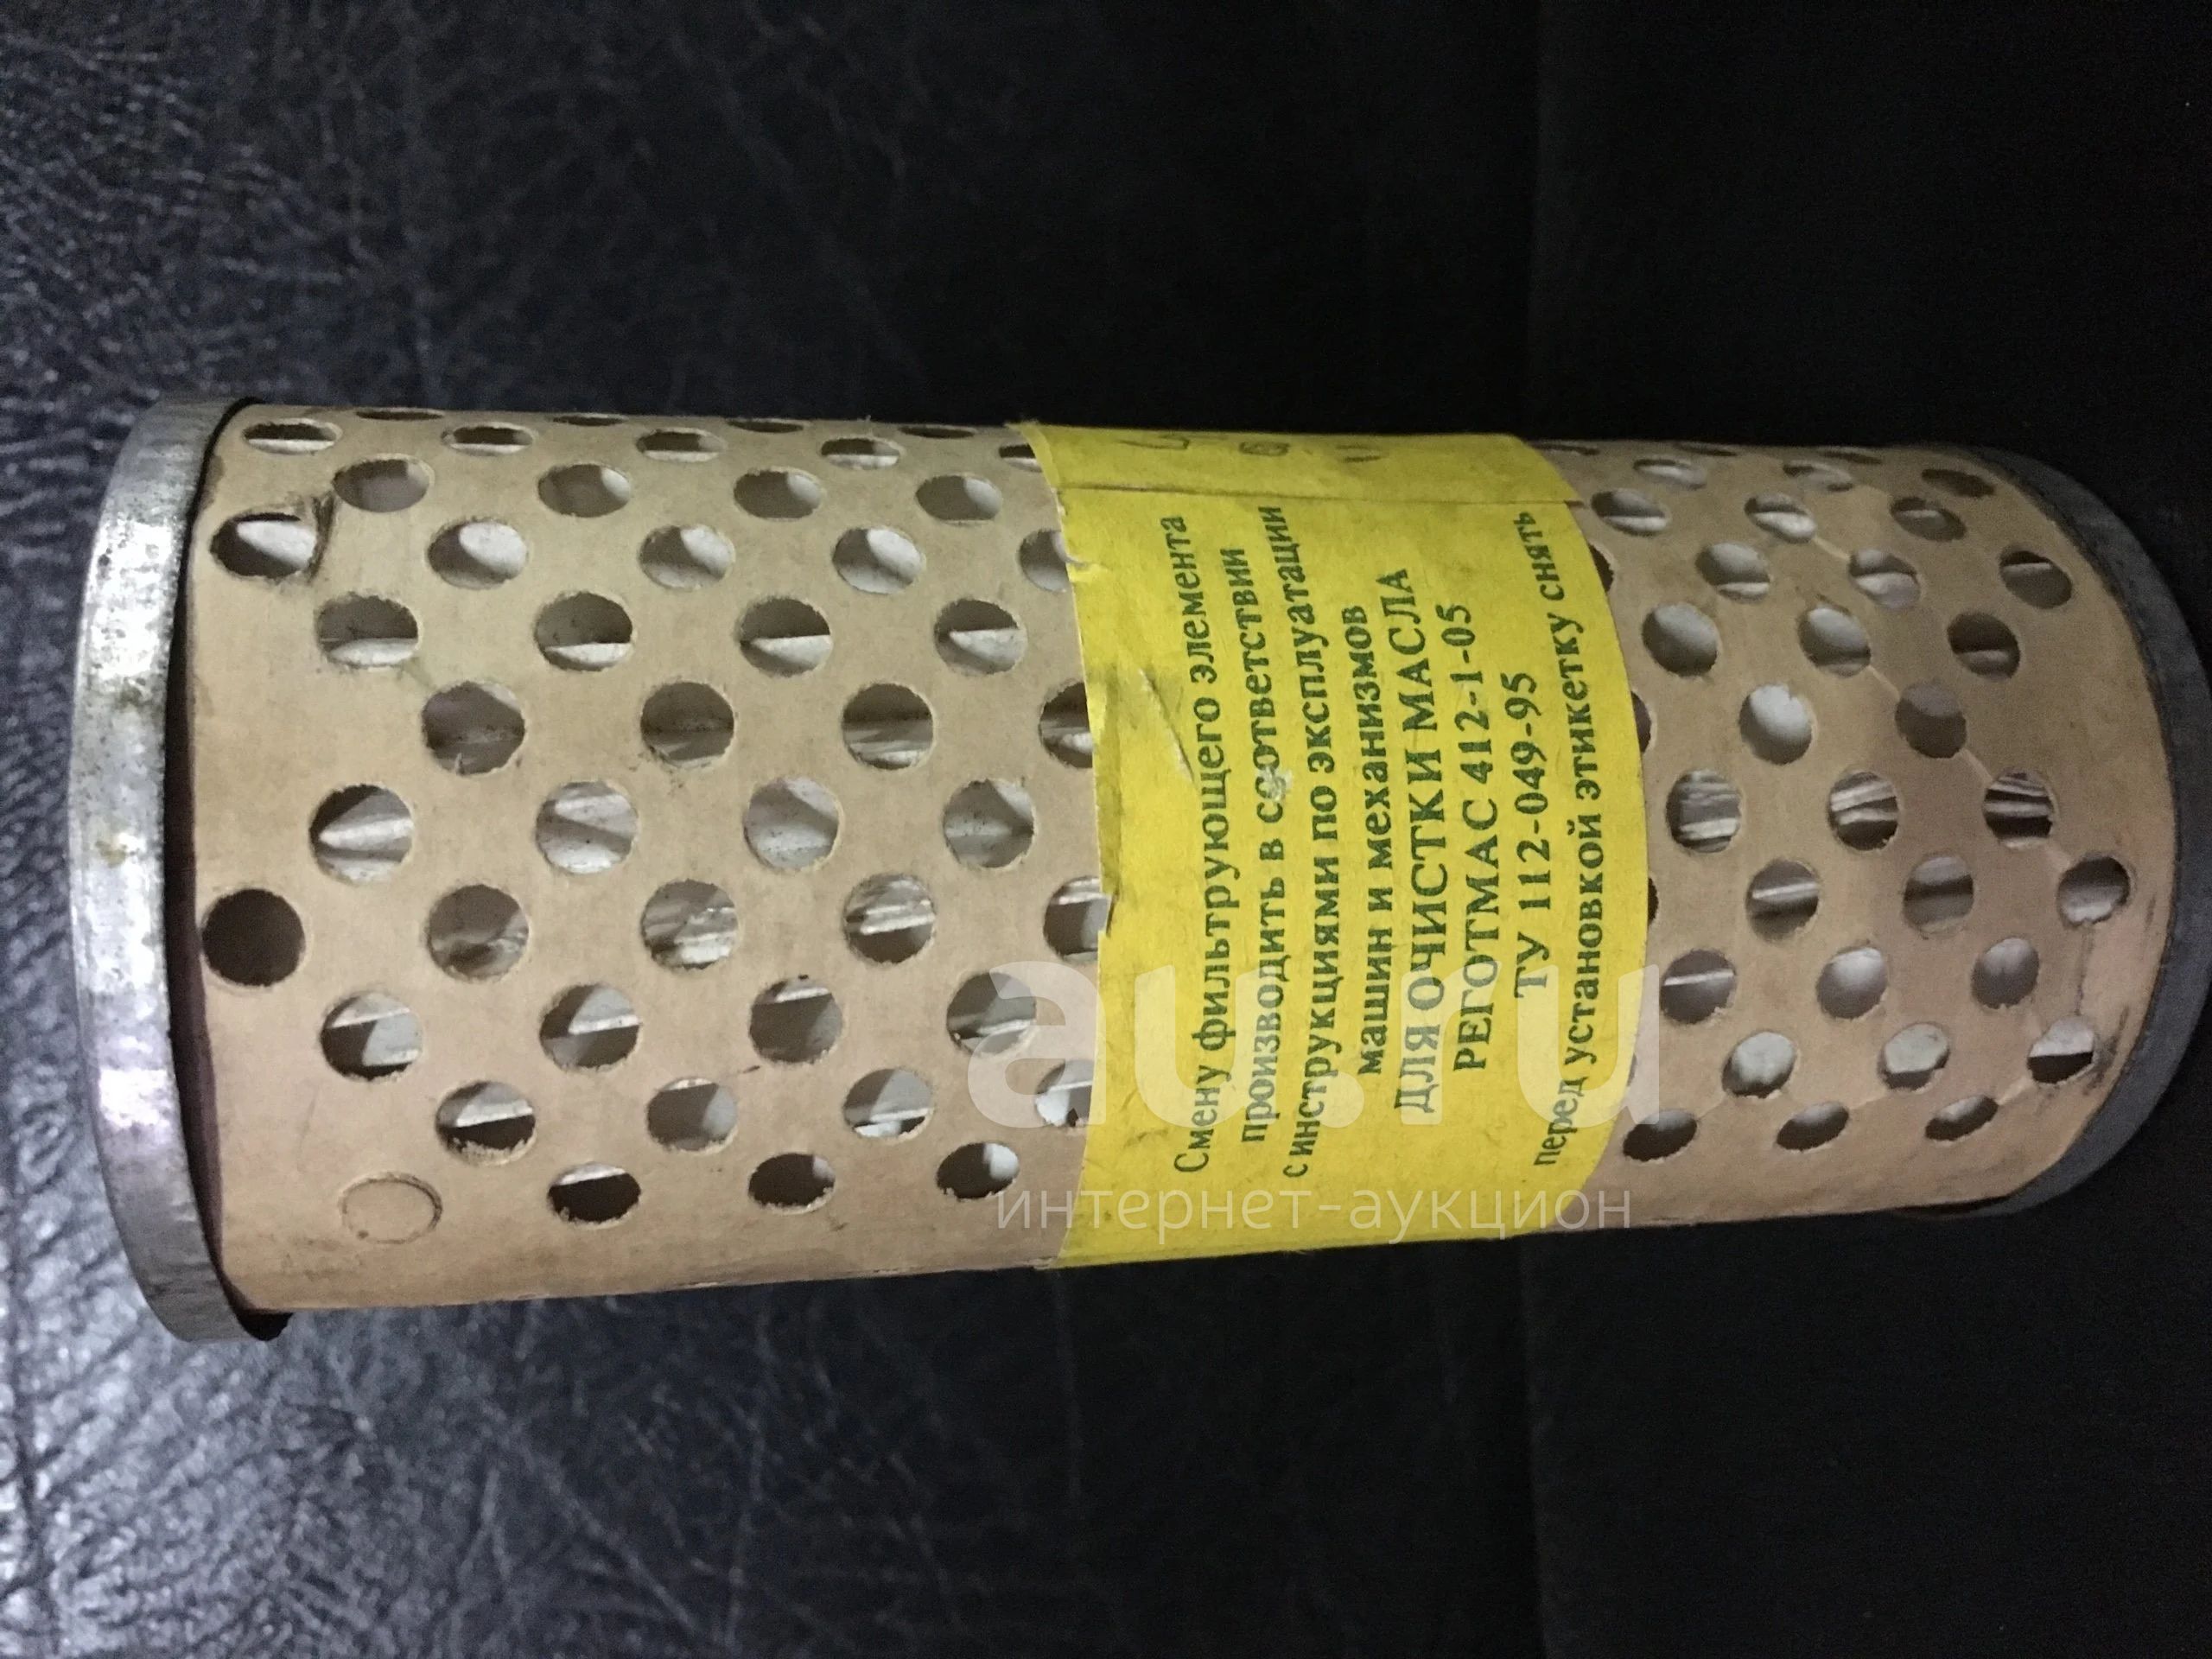 Смену фильтрующего элемента
производить в соответствии
с инструкциями по эксплуатации
машин и механизмов
ДЛЯ ОЧИСТКИ МАСЛА
РЕГОТМАС 412-1-05
ТУ 112-049-95
перед установкой этикетку снять
au.ru
интернет-аукцион